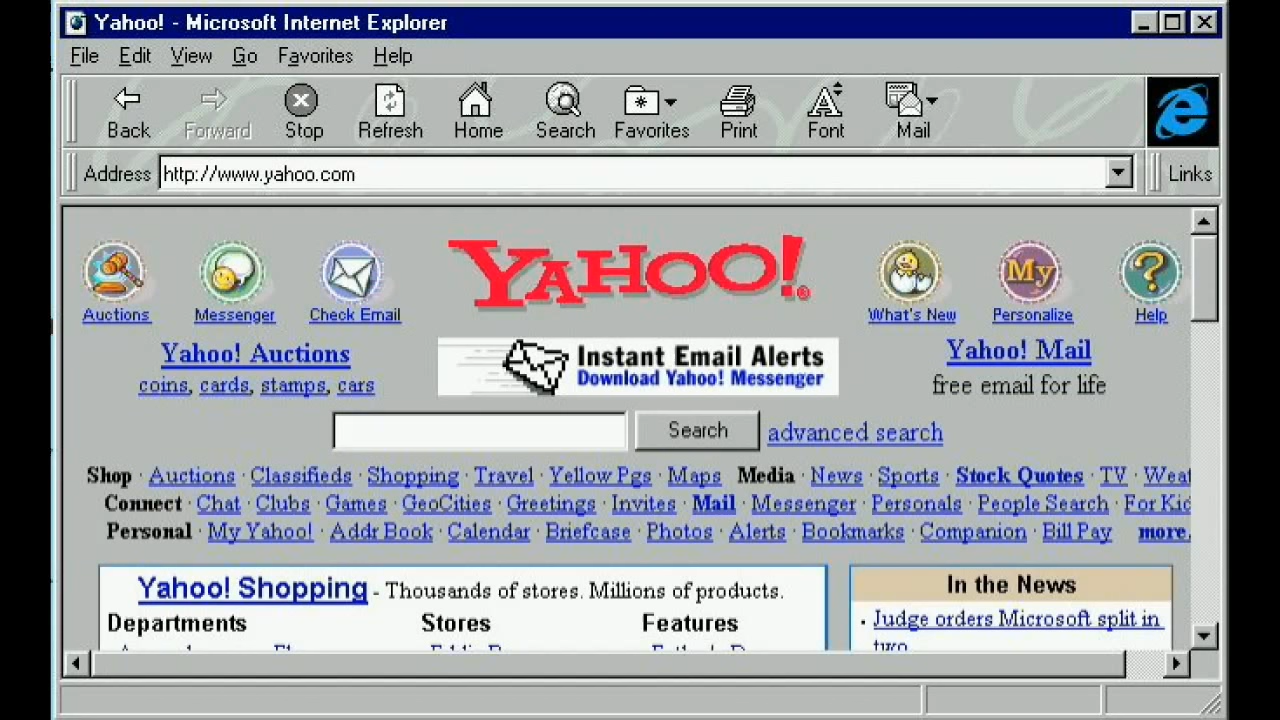 Yahoo! - Microsoft Internet Explorer
File Edit View Go Favorites Help
Back Forward Stop Refresh Home Search Favorites Print Font Mail
Address http://www.yahoo.com Links
YAHOO!®
My
Auctions Messenger Check Email What's New Personalize Help
Yahoo! Auctions Instant Email Alerts Yahoo! Mail
coins, cards, stamps, cars Download Yahoo! Messenger free email for life
Search advanced search
Shop · Auctions · Classifieds · Shopping · Travel · Yellow Pgs · Maps Media · News · Sports · Stock Quotes · TV · Weat
Connect · Chat · Clubs · Games · GeoCities · Greetings · Invites · Mail · Messenger · Personals · People Search · For Kid
Personal · My Yahoo! · Addr Book · Calendar · Briefcase · Photos · Alerts · Bookmarks · Companion · Bill Pay more.
Yahoo! Shopping - Thousands of stores. Millions of products. In the News
Departments Stores Features · Judge orders Microsoft split in
two